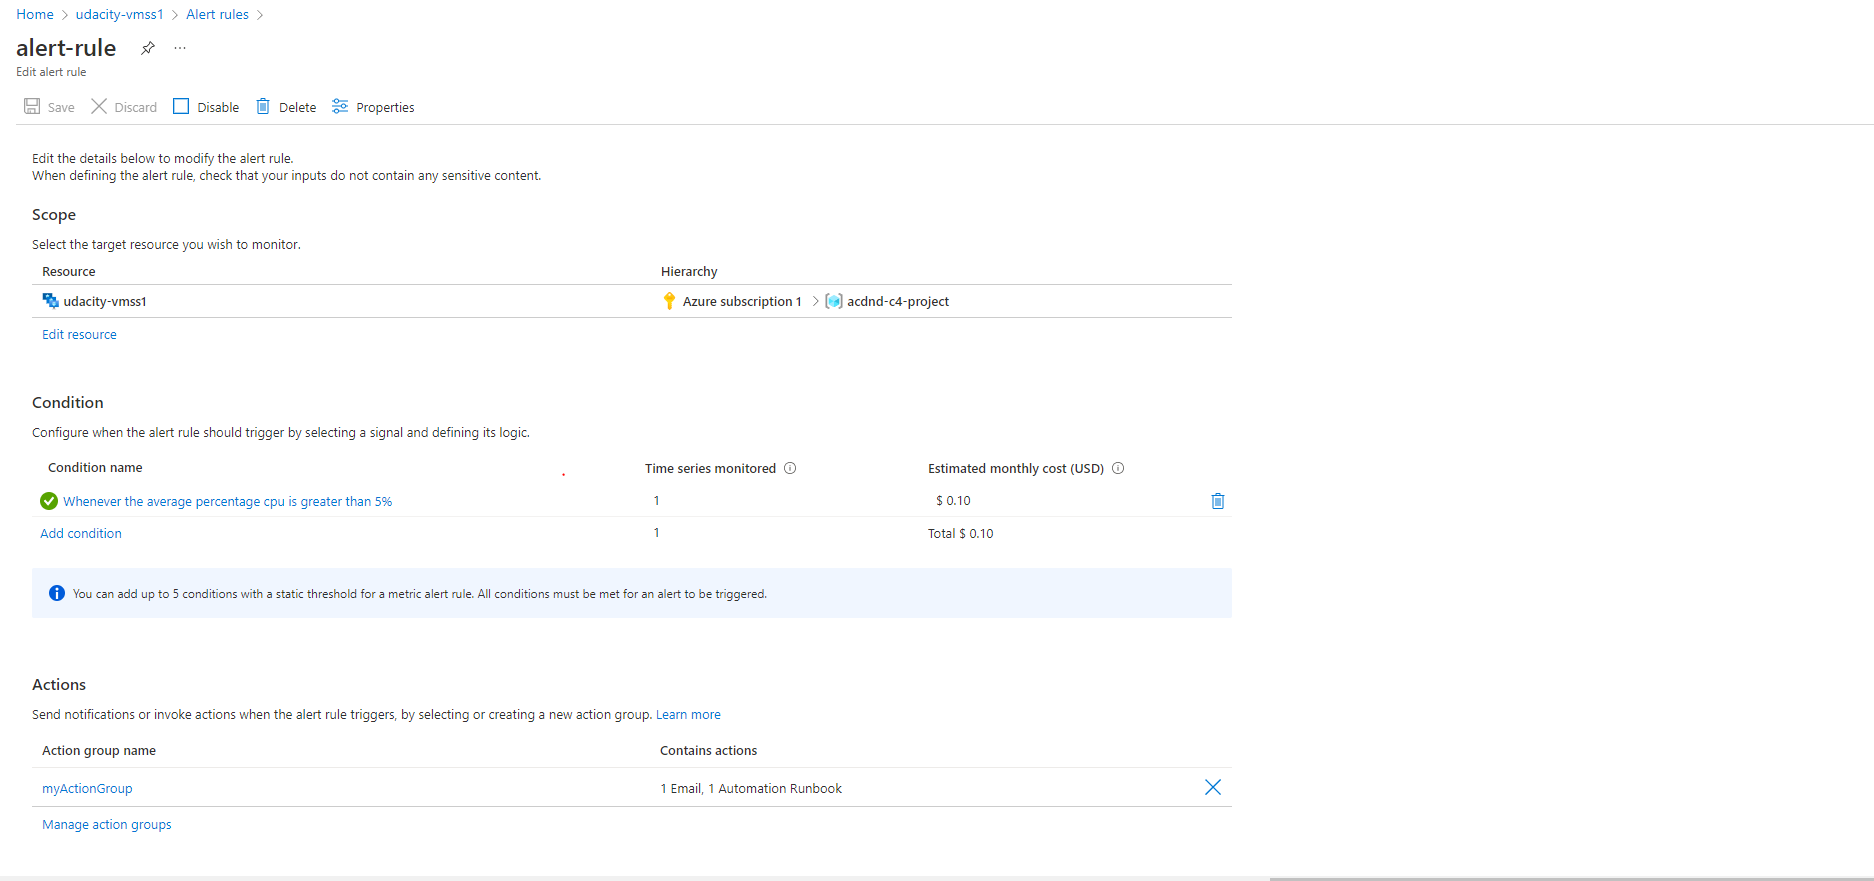 Home > udacity-vmss1 > Alert rules >
alert-rule
Edit alert rule
Save Discard Disable Delete Properties
Edit the details below to modify the alert rule.
When defining the alert rule, check that your inputs do not contain any sensitive content.
Scope
Select the target resource you wish to monitor.
Resource Hierarchy
udacity-vmss1 Azure subscription 1 > acdnd-c4-project
Edit resource
Condition
Configure when the alert rule should trigger by selecting a signal and defining its logic.
Condition name Time series monitored Estimated monthly cost (USD)
Whenever the average percentage cpu is greater than 5% 1 $ 0.10
Add condition 1 Total $ 0.10
You can add up to 5 conditions with a static threshold for a metric alert rule. All conditions must be met for an alert to be triggered.
Actions
Send notifications or invoke actions when the alert rule triggers, by selecting or creating a new action group. Learn more
Action group name Contains actions
myActionGroup 1 Email, 1 Automation Runbook
Manage action groups